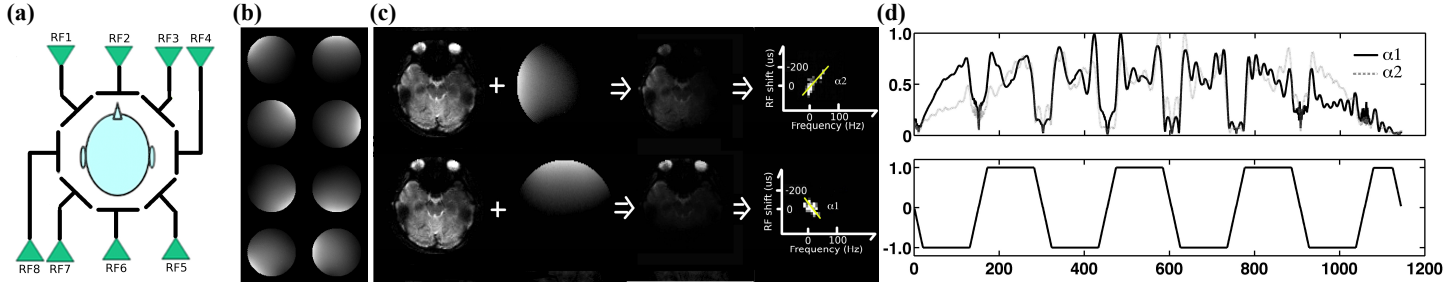 (a)
RF1 RF2 RF3 RF4
RF8 RF7 RF6 RF5
(b)
(c)
RF shift (us)
-200
0
α2
0 100
Frequency (Hz)
RF shift (us)
-200
0
α1
0 100
Frequency (Hz)
(d)
1.0
0.5
0
α1
α2
1.0
0
-1.0
0 200 400 600 800 1000 1200